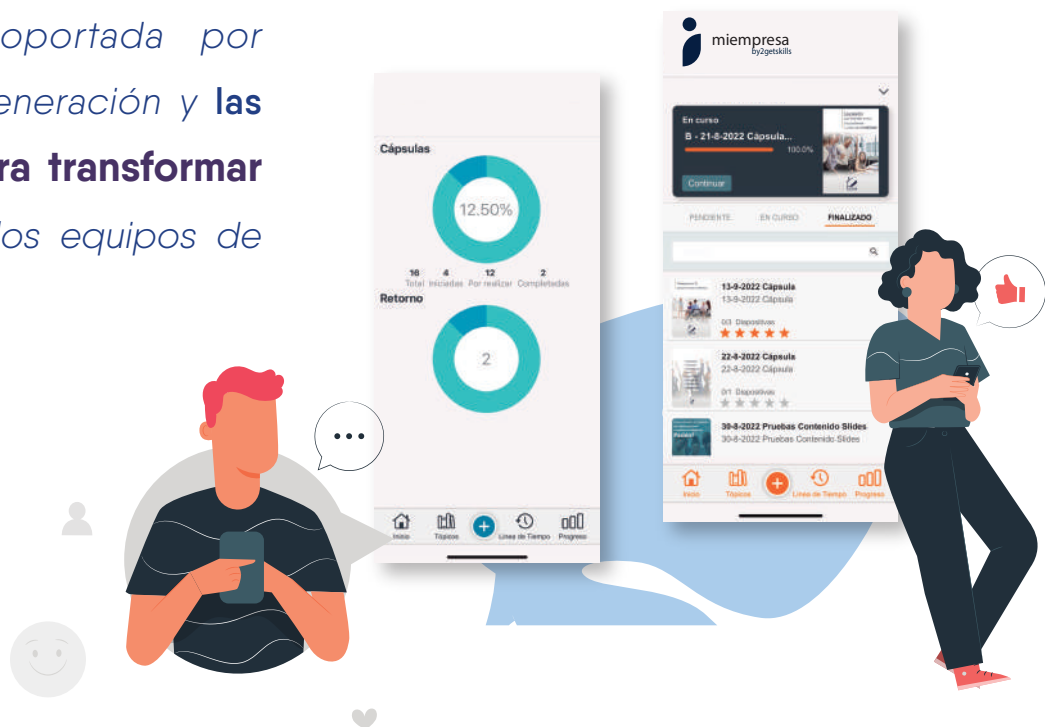 oportada por
eneración y las
ra transformar
los equipos de
Cápsulas
12.50%
16 4 12 2
Total Iniciadas Por realizar Completadas
Retorno
2
Inicio Tópicos Línea de Tiempo Progreso
miempresa
by2getskills
En curso
B - 21-8-2022 Cápsula...
100.0%
Continuar
PENDIENTE EN CURSO FINALIZADO
13-9-2022 Cápsula
13-9-2022 Cápsula
0/3 Diapositivas
22-8-2022 Cápsula
22-8-2022 Cápsula
0/1 Diapositivas
30-8-2022 Pruebas Contenido Slides
30-8-2022 Pruebas Contenido Slides
Inicio Tópicos Línea de Tiempo Progreso